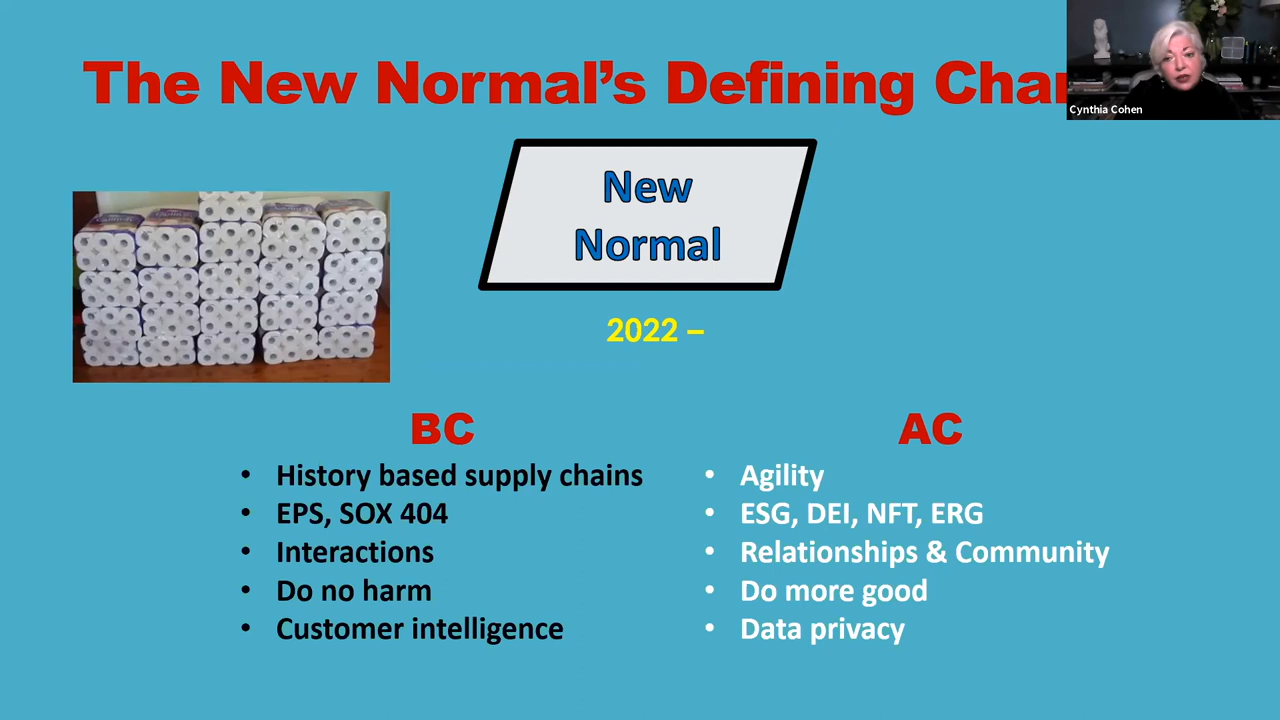 The New Normal's Defining
Cynthia Cohen
New
Normal
2022 –
BC
• History based supply chains
• EPS, SOX 404
• Interactions
• Do no harm
• Customer intelligence
AC
• Agility
• ESG, DEI, NFT, ERG
• Relationships & Community
• Do more good
• Data privacy